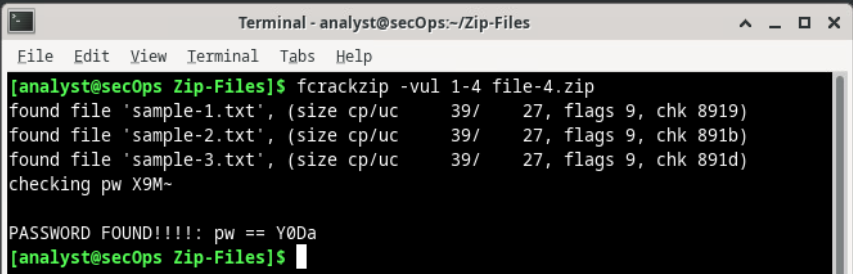 Terminal - analyst@secOps:~/Zip-Files
File Edit View Terminal Tabs Help
[analyst@secOps Zip-Files]$ fcrackzip -vul 1-4 file-4.zip
found file 'sample-1.txt', (size cp/uc     39/    27, flags 9, chk 8919)
found file 'sample-2.txt', (size cp/uc     39/    27, flags 9, chk 891b)
found file 'sample-3.txt', (size cp/uc     39/    27, flags 9, chk 891d)
checking pw X9M~
PASSWORD FOUND!!!!: pw == Y0Da
[analyst@secOps Zip-Files]$